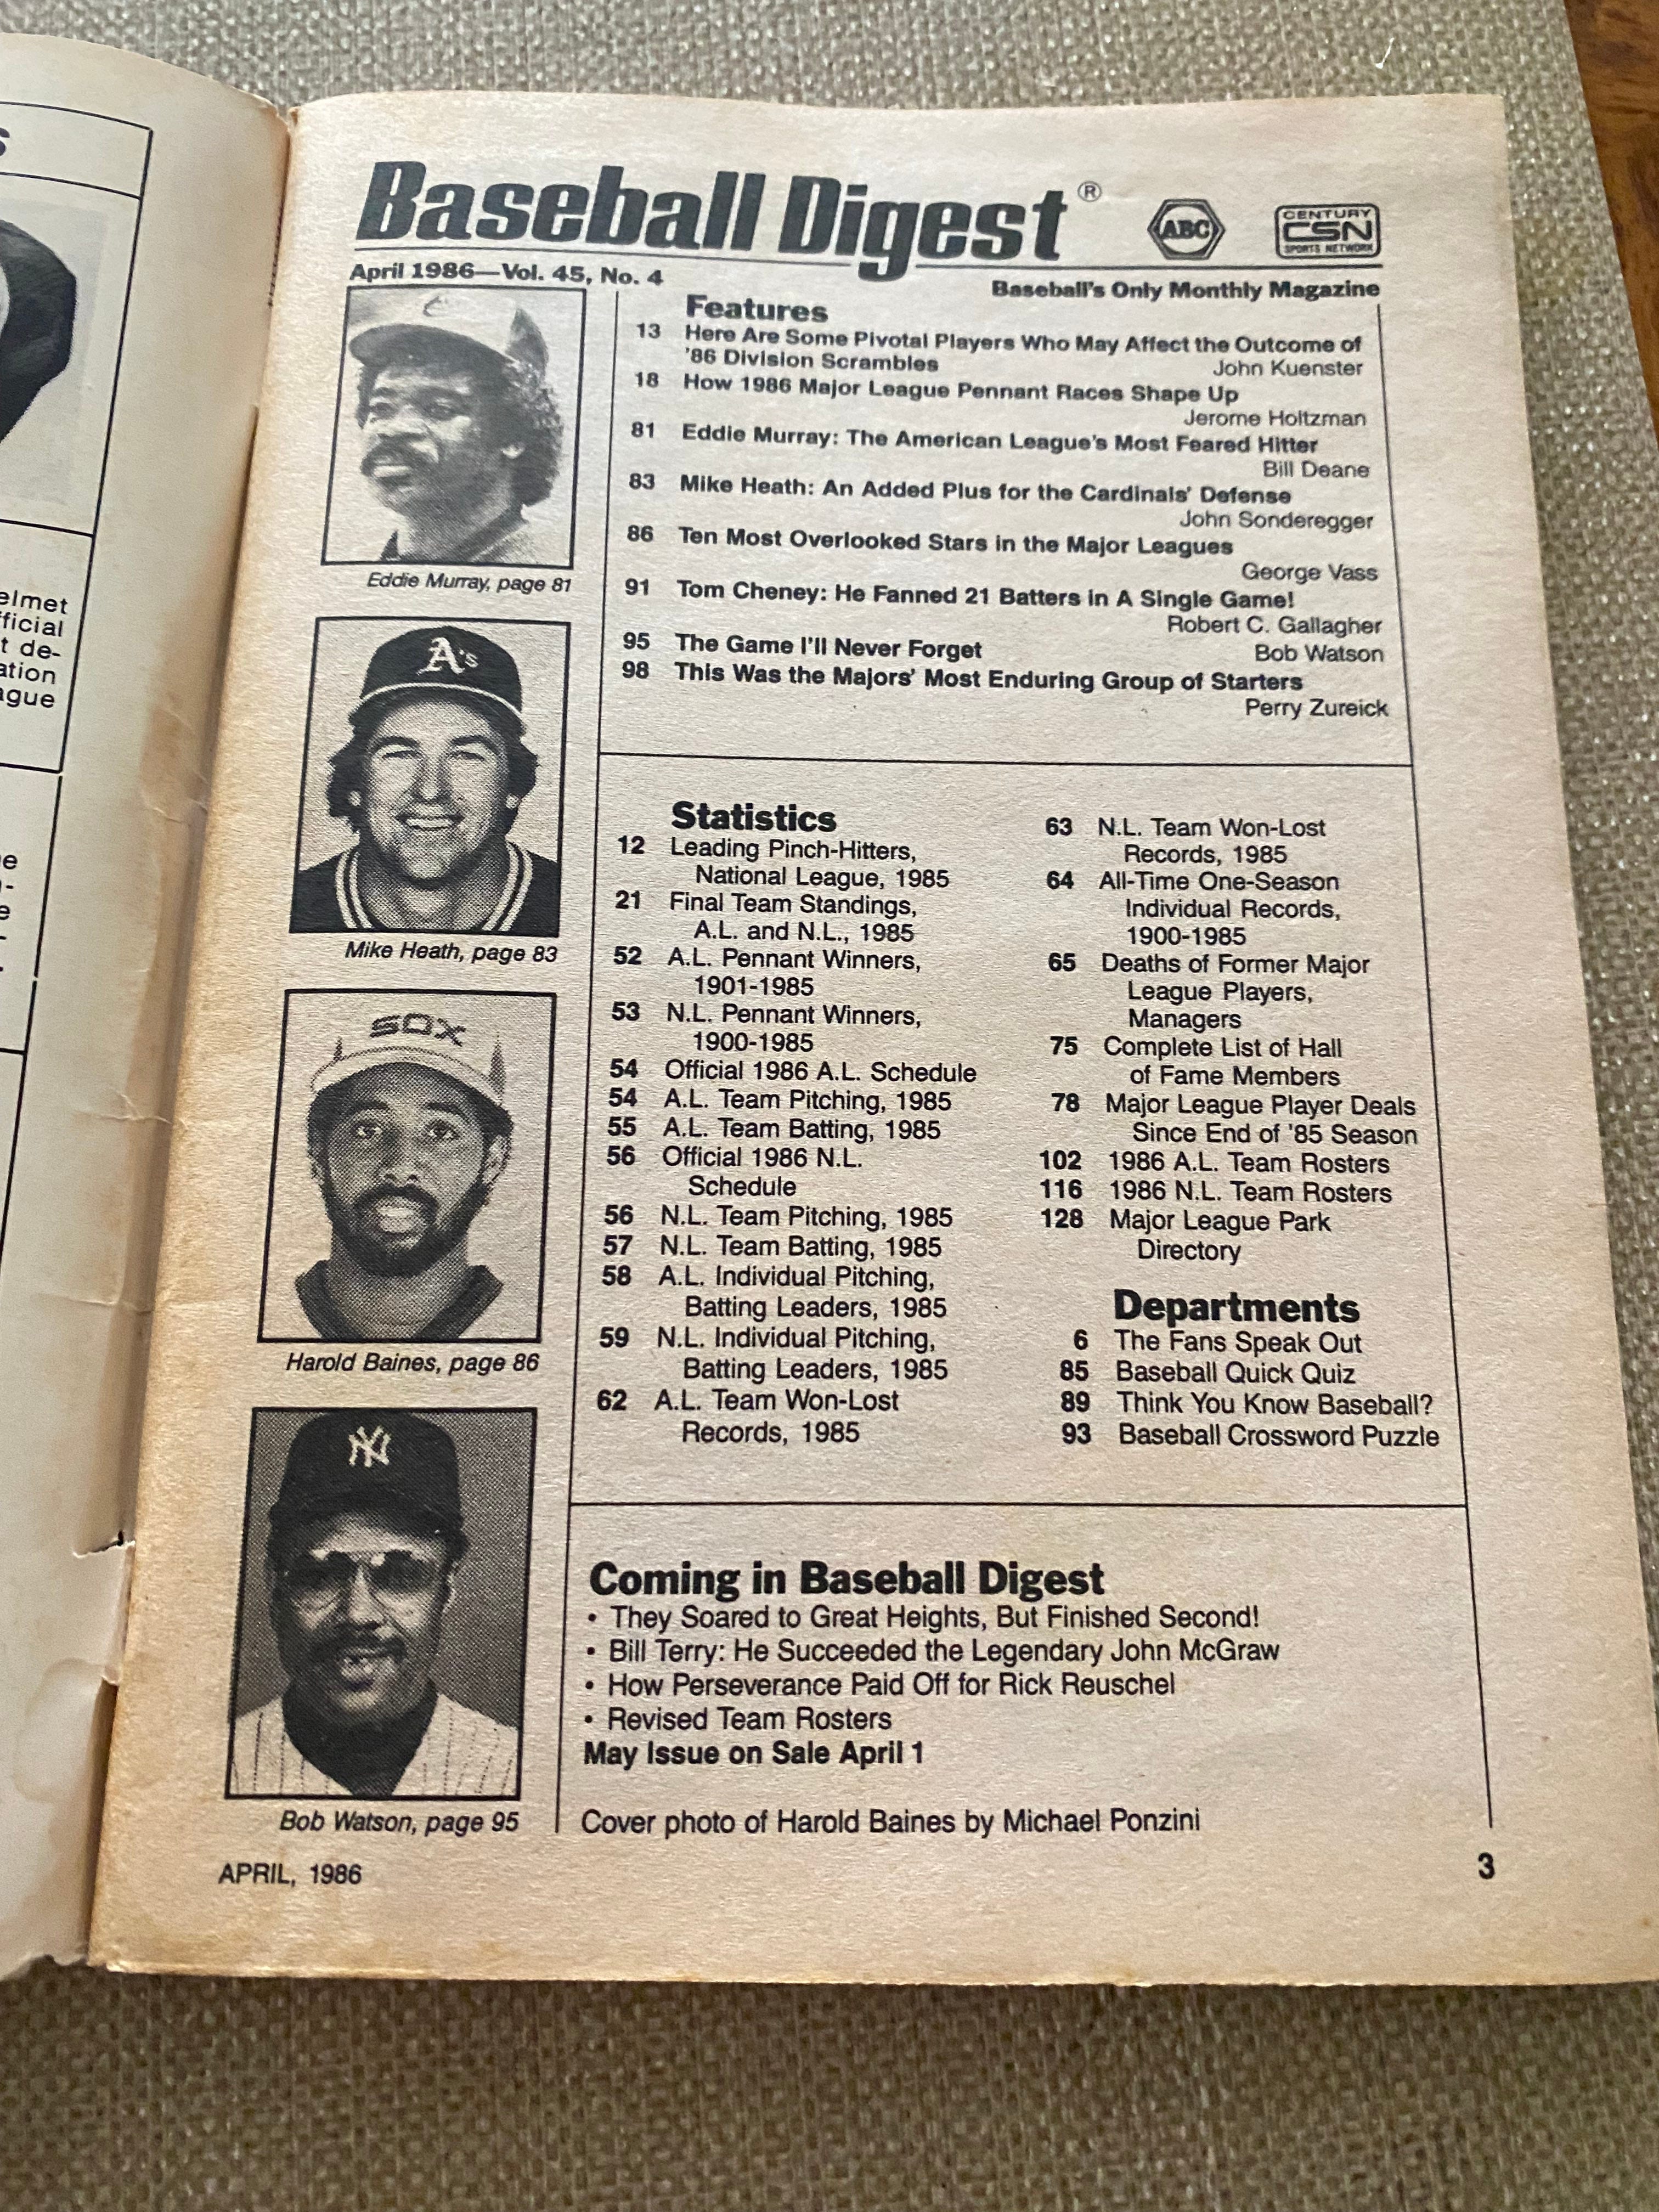 S
elmet
fficial
t de-
ation
ague
Baseball Digest®
ABC
CENTURY
CSN
SPORTS NETWORK
April 1986—Vol. 45, No. 4
Baseball's Only Monthly Magazine
Eddie Murray, page 81
A's
Mike Heath, page 83
SOX
Harold Baines, page 86
NY
Bob Watson, page 95
Features
13 Here Are Some Pivotal Players Who May Affect the Outcome of
'86 Division Scrambles John Kuenster
18 How 1986 Major League Pennant Races Shape Up
Jerome Holtzman
81 Eddie Murray: The American League's Most Feared Hitter
Bill Deane
83 Mike Heath: An Added Plus for the Cardinals' Defense
John Sonderegger
86 Ten Most Overlooked Stars in the Major Leagues
George Vass
91 Tom Cheney: He Fanned 21 Batters in A Single Game!
Robert C. Gallagher
95 The Game I'll Never Forget Bob Watson
98 This Was the Majors' Most Enduring Group of Starters
Perry Zureick
Statistics
12 Leading Pinch-Hitters,
National League, 1985
21 Final Team Standings,
A.L. and N.L., 1985
52 A.L. Pennant Winners,
1901-1985
53 N.L. Pennant Winners,
1900-1985
54 Official 1986 A.L. Schedule
54 A.L. Team Pitching, 1985
55 A.L. Team Batting, 1985
56 Official 1986 N.L.
Schedule
56 N.L. Team Pitching, 1985
57 N.L. Team Batting, 1985
58 A.L. Individual Pitching,
Batting Leaders, 1985
59 N.L. Individual Pitching,
Batting Leaders, 1985
62 A.L. Team Won-Lost
Records, 1985
63 N.L. Team Won-Lost
Records, 1985
64 All-Time One-Season
Individual Records,
1900-1985
65 Deaths of Former Major
League Players,
Managers
75 Complete List of Hall
of Fame Members
78 Major League Player Deals
Since End of '85 Season
102 1986 A.L. Team Rosters
116 1986 N.L. Team Rosters
128 Major League Park
Directory
Departments
6 The Fans Speak Out
85 Baseball Quick Quiz
89 Think You Know Baseball?
93 Baseball Crossword Puzzle
Coming in Baseball Digest
• They Soared to Great Heights, But Finished Second!
• Bill Terry: He Succeeded the Legendary John McGraw
• How Perseverance Paid Off for Rick Reuschel
• Revised Team Rosters
May Issue on Sale April 1
Cover photo of Harold Baines by Michael Ponzini
APRIL, 1986
3